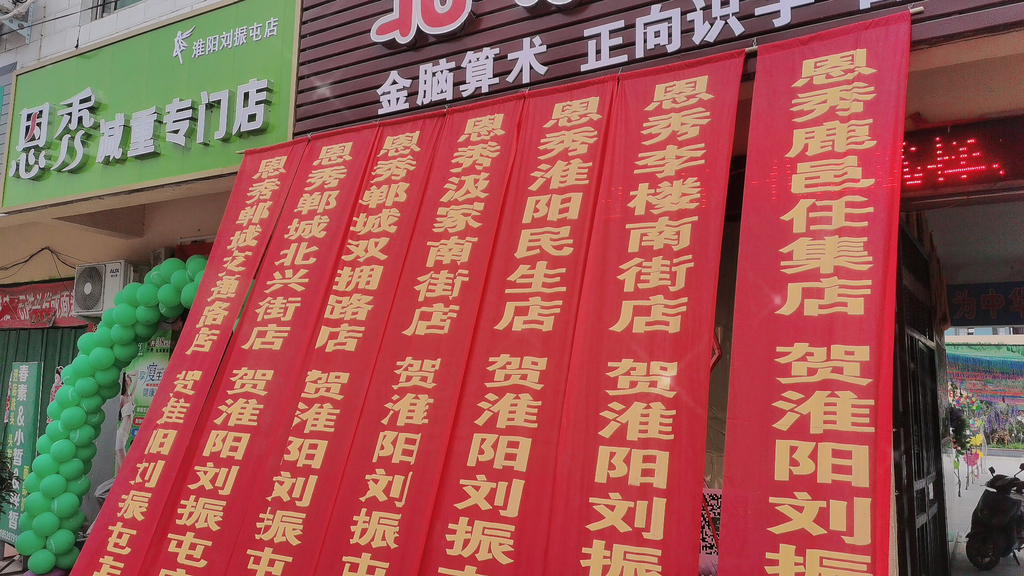 淮阳刘振屯店
恩秀减重专门店
金脑算术 正向识字
恩秀郸城芝通路店 贺淮阳刘振屯店
恩秀郸城北兴街店 贺淮阳刘振屯
恩秀郸城双拥路店 贺淮阳刘振屯
恩秀汲冢南街店 贺淮阳刘振屯
恩秀淮阳民生店 贺淮阳刘振
恩秀李楼南街店 贺淮阳刘振
恩秀鹿邑任集店 贺淮阳刘振
AUX